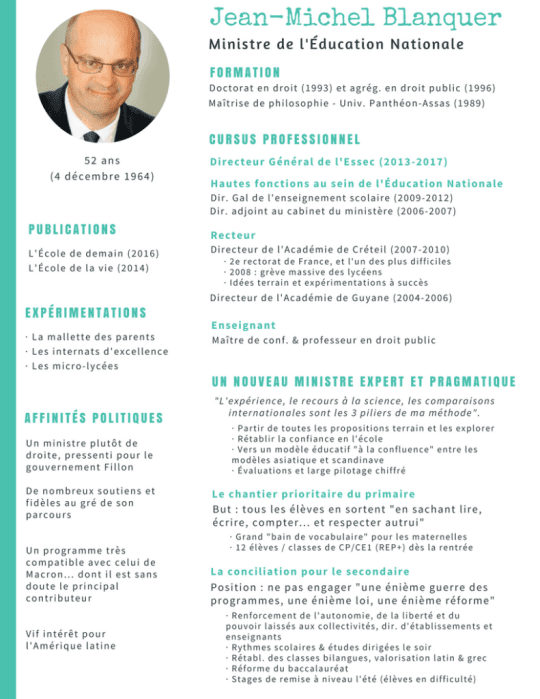 Jean-Michel Blanquer
Ministre de l'Éducation Nationale
52 ans
(4 décembre 1964)
PUBLICATIONS
L'École de demain (2016)
L'École de la vie (2014)
EXPÉRIMENTATIONS
· La mallette des parents
· Les internats d'excellence
· Les micro-lycées
AFFINITÉS POLITIQUES
Un ministre plutôt de
droite, pressenti pour le
gouvernement Fillon
De nombreux soutiens et
fidèles au gré de son
parcours
Un programme très
compatible avec celui de
Macron... dont il est sans
doute le principal
contributeur
Vif intérêt pour
l'Amérique latine
FORMATION
Doctorat en droit (1993) et agrég. en droit public (1996)
Maîtrise de philosophie - Univ. Panthéon-Assas (1989)
CURSUS PROFESSIONNEL
Directeur Général de l'Essec (2013-2017)
Hautes fonctions au sein de l'Éducation Nationale
Dir. Gal de l'enseignement scolaire (2009-2012)
Dir. adjoint au cabinet du ministère (2006-2007)
Recteur
Directeur de l'Académie de Créteil (2007-2010)
· 2e rectorat de France, et l'un des plus difficiles
· 2008 : grève massive des lycéens
· Idées terrain et expérimentations à succès
Directeur de l'Académie de Guyane (2004-2006)
Enseignant
Maître de conf. & professeur en droit public
UN NOUVEAU MINISTRE EXPERT ET PRAGMATIQUE
"L'expérience, le recours à la science, les comparaisons
internationales sont les 3 piliers de ma méthode".
· Partir de toutes les propositions terrain et les explorer
· Rétablir la confiance en l'école
· Vers un modèle éducatif "à la confluence" entre les
modèles asiatique et scandinave
· Évaluations et large pilotage chiffré
Le chantier prioritaire du primaire
But : tous les élèves en sortent "en sachant lire,
écrire, compter... et respecter autrui"
· Grand "bain de vocabulaire" pour les maternelles
· 12 élèves / classes de CP/CE1 (REP+) dès la rentrée
La conciliation pour le secondaire
Position : ne pas engager "une énième guerre des
programmes, une énième loi, une énième réforme"
· Renforcement de l'autonomie, de la liberté et du
pouvoir laissés aux collectivités, dir. d'établissements et
enseignants
· Rythmes scolaires & études dirigées le soir
· Rétabl. des classes bilangues, valorisation latin & grec
· Réforme du baccalauréat
· Stages de remise à niveau l'été (élèves en difficulté)